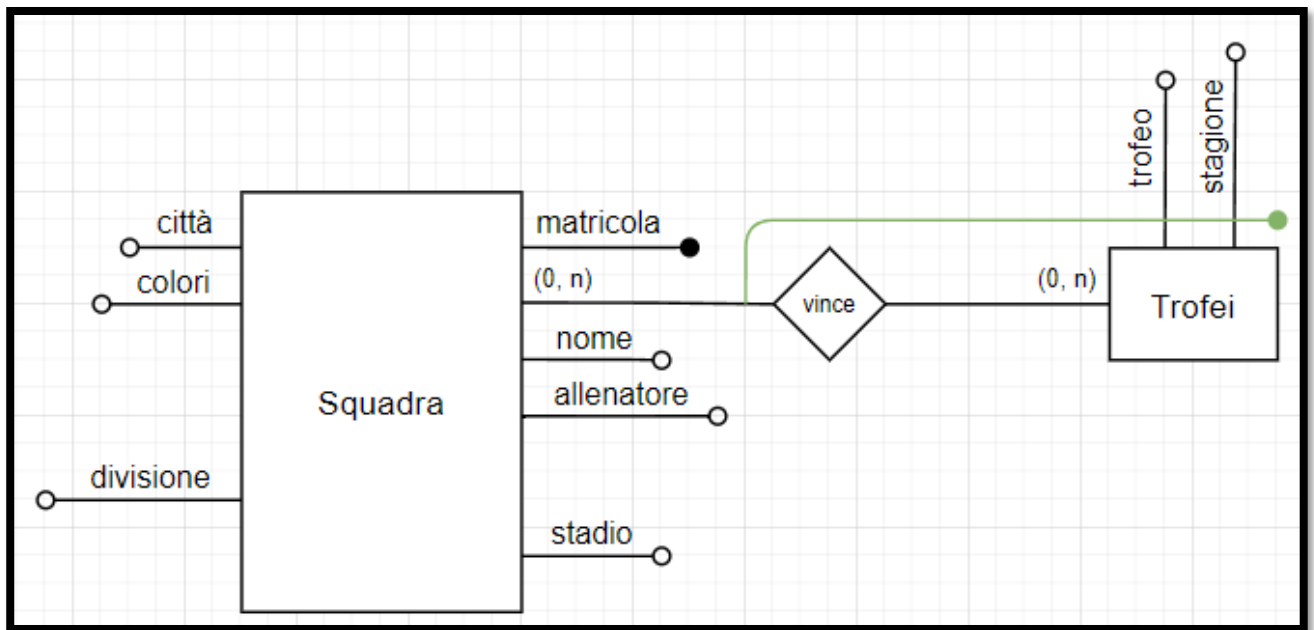 trofeo
stagione
città
matricola
colori
(0, n)
(0, n)
vince
Trofei
nome
allenatore
Squadra
divisione
stadio